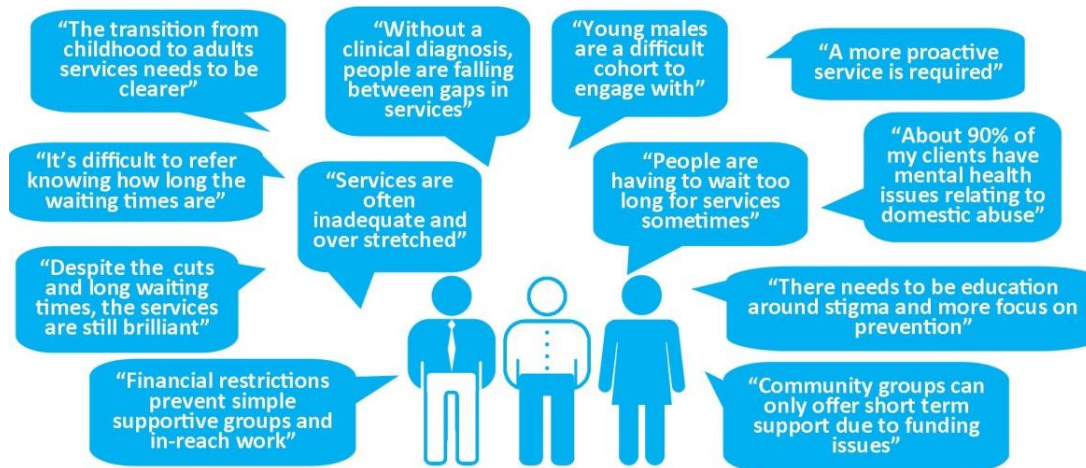 “The transition from
childhood to adults
services needs to be
clearer”
“Without a
clinical diagnosis,
people are falling
between gaps in
services”
“Young males
are a difficult
cohort to
engage with”
“A more proactive
service is required”
“It’s difficult to refer
knowing how long the
waiting times are”
“Services are
often
inadequate and
over stretched”
“People are
having to wait too
long for services
sometimes”
“About 90% of
my clients have
mental health
issues relating to
domestic abuse”
“Despite the cuts
and long waiting
times, the services
are still brilliant”
“There needs to be education
around stigma and more focus on
prevention”
“Financial restrictions
prevent simple
supportive groups and
in-reach work”
“Community groups can
only offer short term
support due to funding
issues”